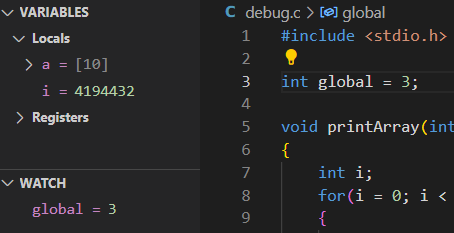 VARIABLES
Locals
a = [10]
i = 4194432
Registers
WATCH
global = 3
debug.c > global
1 #include <stdio.h>
2
3 int global = 3;
4
5 void printArray(int
6 {
7 int i;
8 for(i = 0; i <
9 {